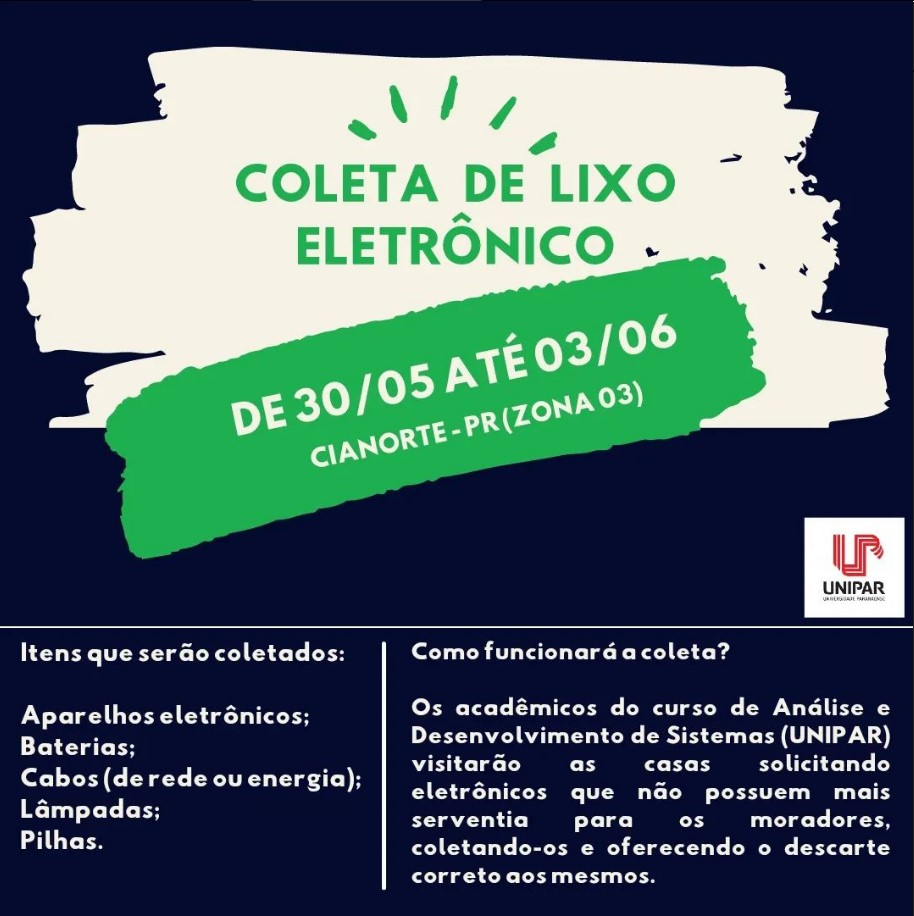 COLETA DE LIXO
ELETRÔNICO
DE 30/05 ATÉ 03/06
CIANORTE - PR (ZONA 03)
UNIPAR
UNIVERSIDADE PARANAENSE
Itens que serão coletados:
Aparelhos eletrônicos;
Baterias;
Cabos (de rede ou energia);
Lâmpadas;
Pilhas.
Como funcionará a coleta?
Os acadêmicos do curso de Análise e
Desenvolvimento de Sistemas (UNIPAR)
visitarão as casas solicitando
eletrônicos que não possuem mais
serventia para os moradores,
coletando-os e oferecendo o descarte
correto aos mesmos.